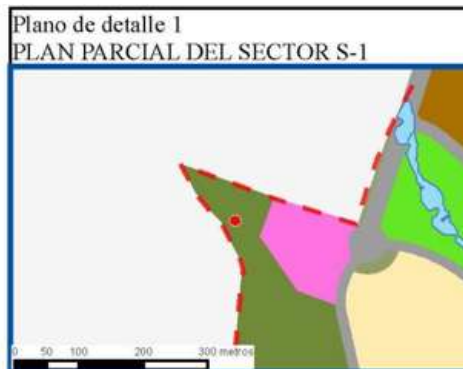 Plano de detalle 1
PLAN PARCIAL DEL SECTOR S-1
0 50 100 200 300 metros